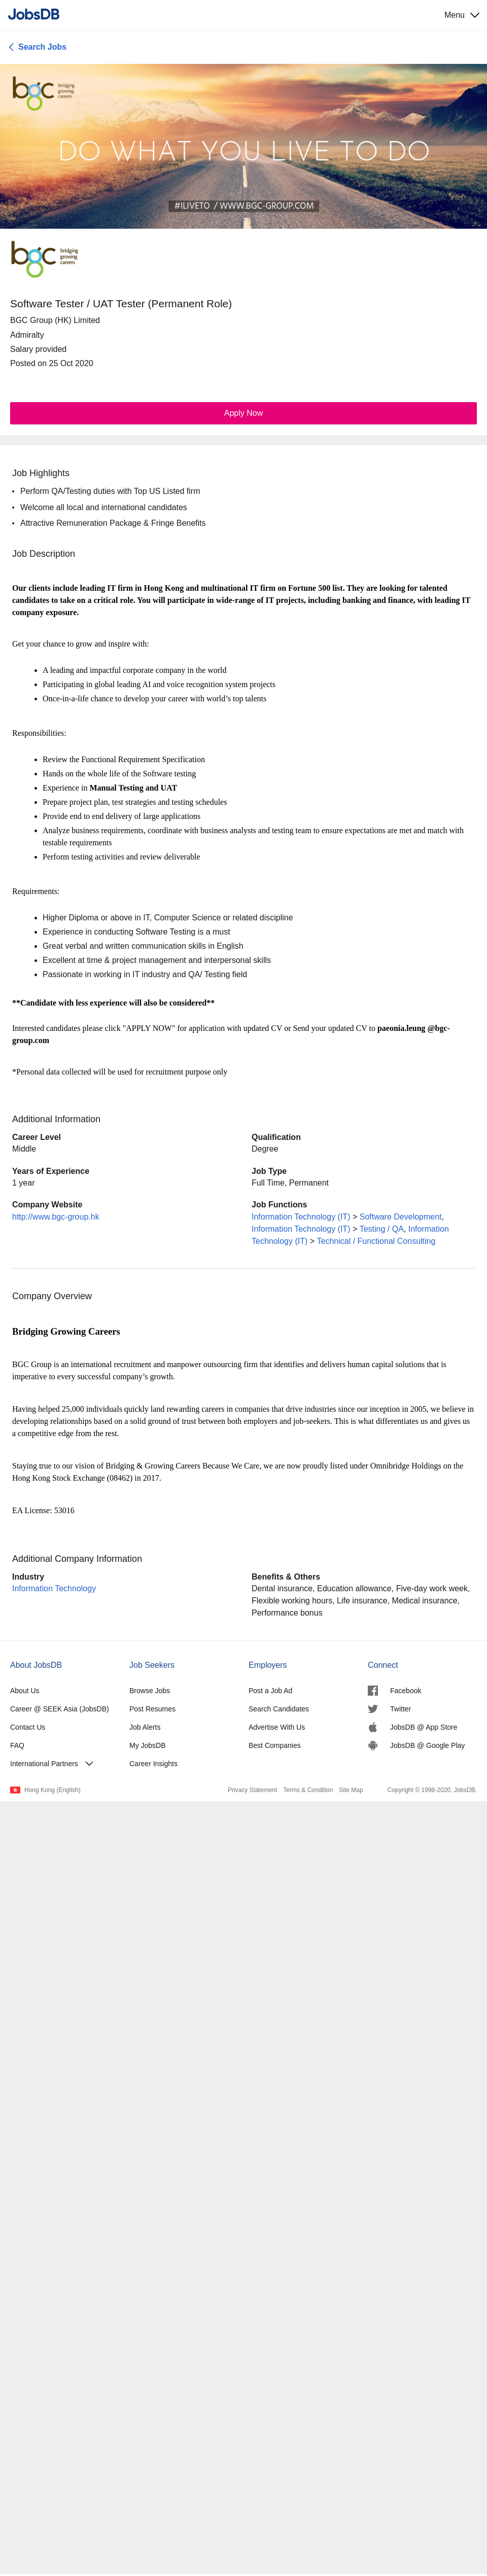 JobsDB
Menu
Search Jobs
bgc bridging
growing
careers
DO WHAT YOU LIVE TO DO
#ILIVETO / WWW.BGC-GROUP.COM
bgc bridging
growing
careers
Software Tester / UAT Tester (Permanent Role)
BGC Group (HK) Limited
Admiralty
Salary provided
Posted on 25 Oct 2020
Apply Now
Job Highlights
• Perform QA/Testing duties with Top US Listed firm
• Welcome all local and international candidates
• Attractive Remuneration Package & Fringe Benefits
Job Description
Our clients include leading IT firm in Hong Kong and multinational IT firm on Fortune 500 list. They are looking for talented
candidates to take on a critical role. You will participate in wide-range of IT projects, including banking and finance, with leading IT
company exposure.
Get your chance to grow and inspire with:
• A leading and impactful corporate company in the world
• Participating in global leading AI and voice recognition system projects
• Once-in-a-life chance to develop your career with world’s top talents
Responsibilities:
• Review the Functional Requirement Specification
• Hands on the whole life of the Software testing
• Experience in Manual Testing and UAT
• Prepare project plan, test strategies and testing schedules
• Provide end to end delivery of large applications
• Analyze business requirements, coordinate with business analysts and testing team to ensure expectations are met and match with
testable requirements
• Perform testing activities and review deliverable
Requirements:
• Higher Diploma or above in IT, Computer Science or related discipline
• Experience in conducting Software Testing is a must
• Great verbal and written communication skills in English
• Excellent at time & project management and interpersonal skills
• Passionate in working in IT industry and QA/ Testing field
**Candidate with less experience will also be considered**
Interested candidates please click "APPLY NOW" for application with updated CV or Send your updated CV to paeonia.leung @bgc-
group.com
*Personal data collected will be used for recruitment purpose only
Additional Information
Career Level
Middle
Qualification
Degree
Years of Experience
1 year
Job Type
Full Time, Permanent
Company Website
http://www.bgc-group.hk
Job Functions
Information Technology (IT) > Software Development,
Information Technology (IT) > Testing / QA, Information
Technology (IT) > Technical / Functional Consulting
Company Overview
Bridging Growing Careers
BGC Group is an international recruitment and manpower outsourcing firm that identifies and delivers human capital solutions that is
imperative to every successful company’s growth.
Having helped 25,000 individuals quickly land rewarding careers in companies that drive industries since our inception in 2005, we believe in
developing relationships based on a solid ground of trust between both employers and job-seekers. This is what differentiates us and gives us
a competitive edge from the rest.
Staying true to our vision of Bridging & Growing Careers Because We Care, we are now proudly listed under Omnibridge Holdings on the
Hong Kong Stock Exchange (08462) in 2017.
EA License: 53016
Additional Company Information
Industry
Information Technology
Benefits & Others
Dental insurance, Education allowance, Five-day work week,
Flexible working hours, Life insurance, Medical insurance,
Performance bonus
About JobsDB
About Us
Career @ SEEK Asia (JobsDB)
Contact Us
FAQ
International Partners
Job Seekers
Browse Jobs
Post Resumes
Job Alerts
My JobsDB
Career Insights
Employers
Post a Job Ad
Search Candidates
Advertise With Us
Best Companies
Connect
Facebook
Twitter
JobsDB @ App Store
JobsDB @ Google Play
Hong Kong (English)
Privacy Statement Terms & Condition Site Map Copyright © 1998-2020, JobsDB.